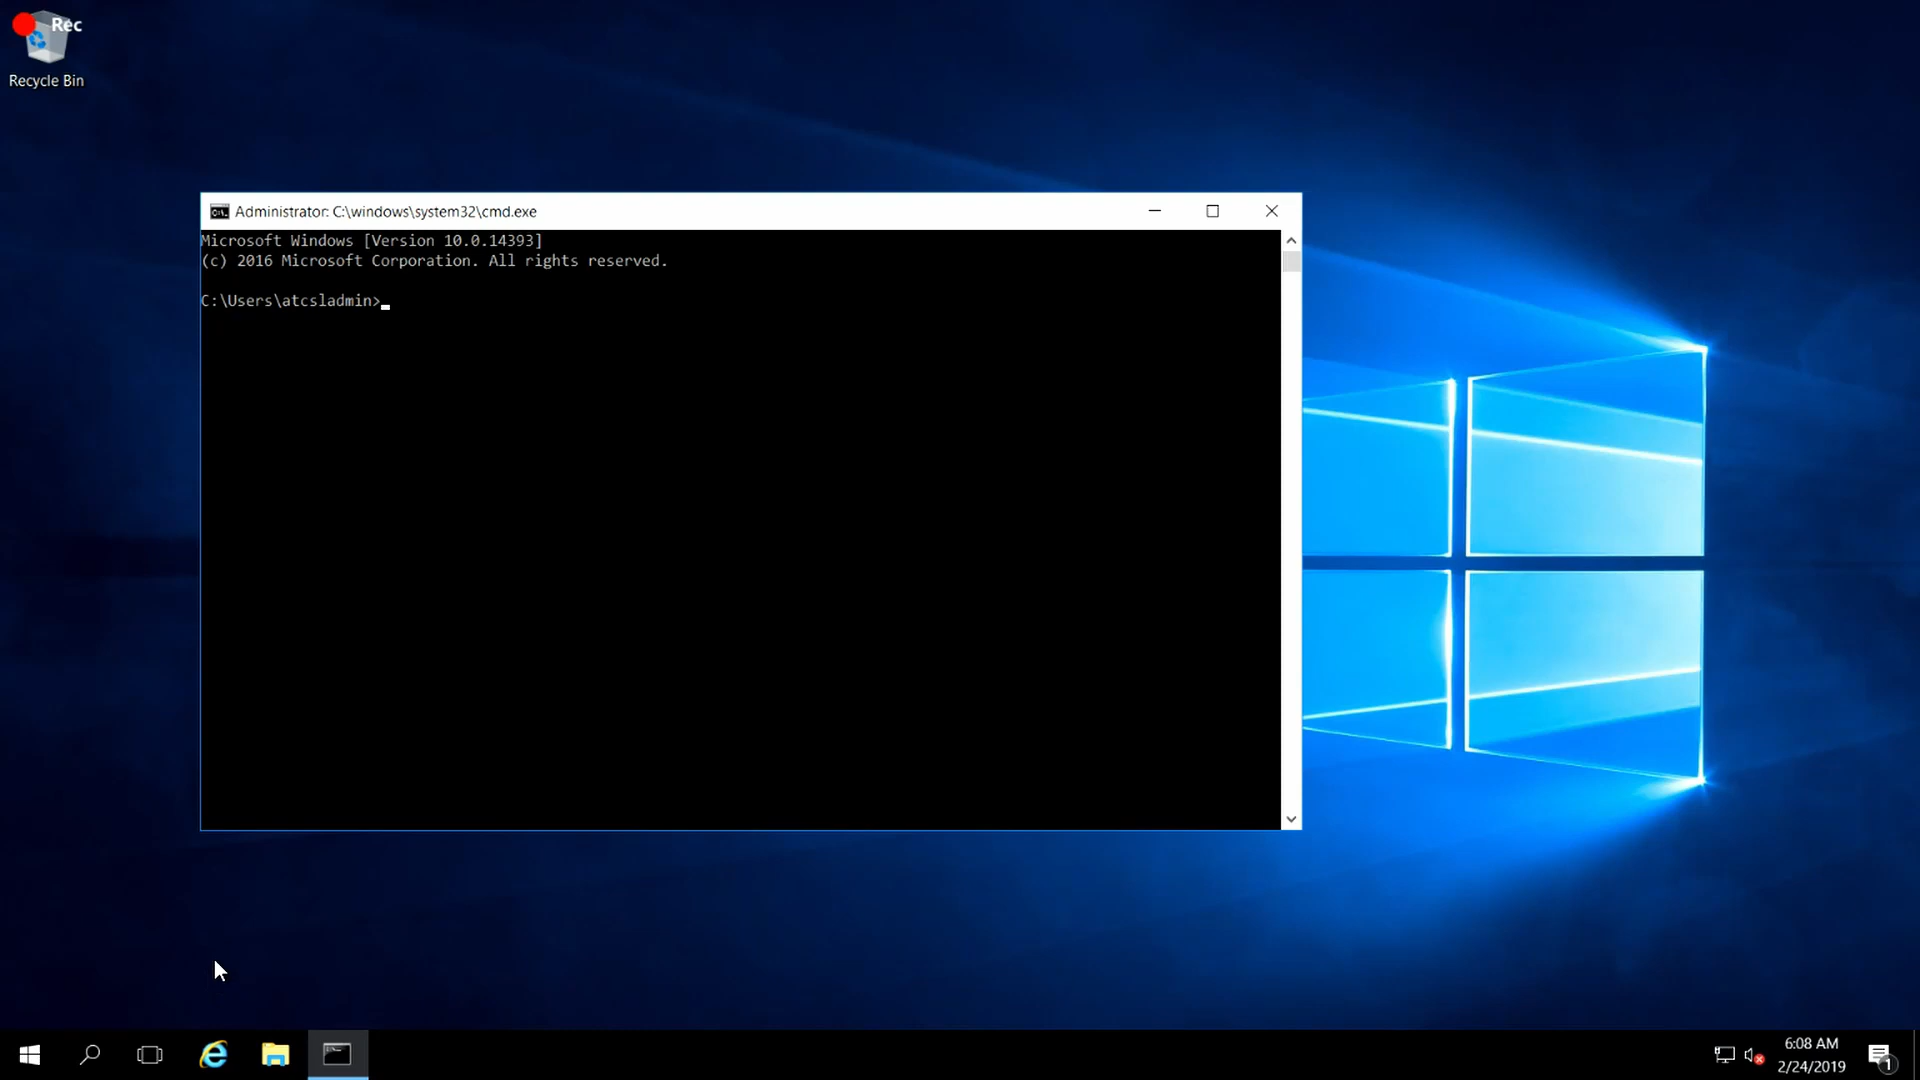 Rec
Recycle Bin
Administrator: C:\windows\system32\cmd.exe
Microsoft Windows [Version 10.0.14393]
(c) 2016 Microsoft Corporation. All rights reserved.
C:\Users\atcsladmin>
6:08 AM
2/24/2019
1